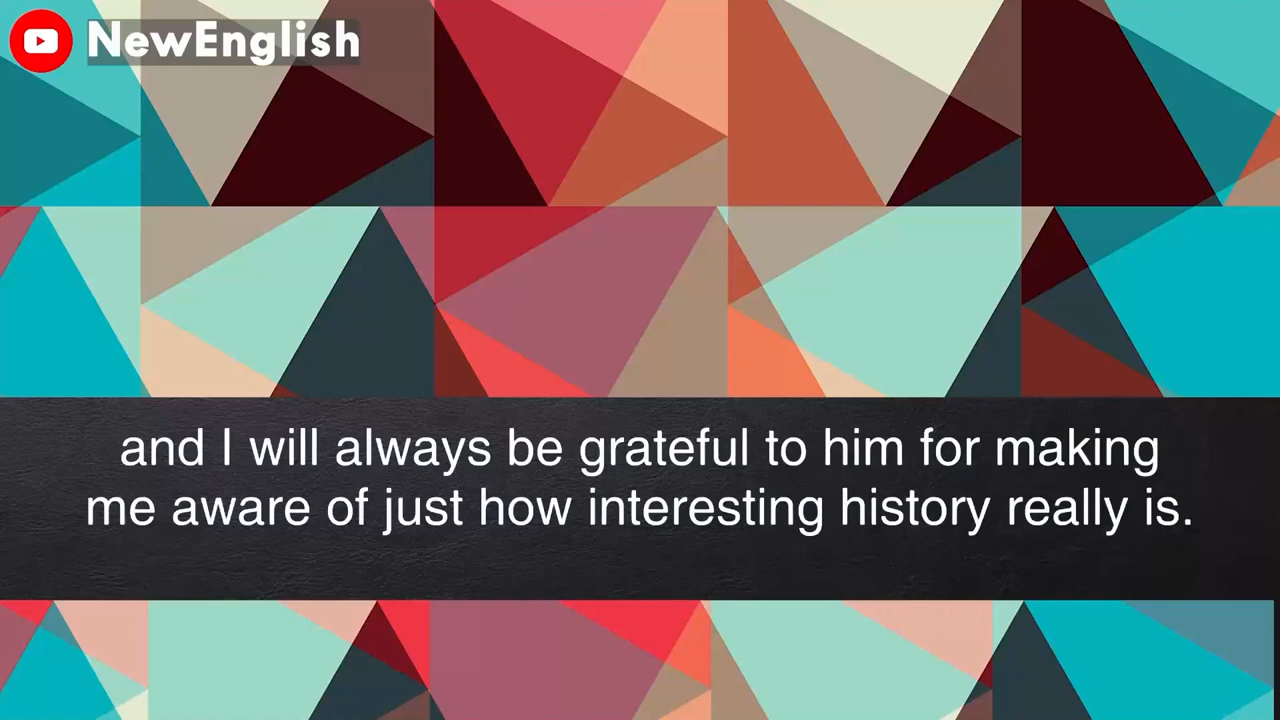 NewEnglish
and I will always be grateful to him for making
me aware of just how interesting history really is.